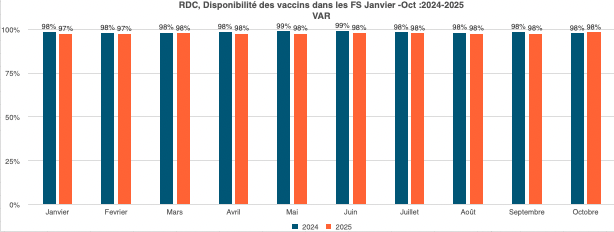 RDC, Disponibilité des vaccins dans les FS Janvier -Oct :2024-2025
VAR
98% 97% 98% 97% 98% 98% 98% 98% 99% 98% 99% 98% 98% 98% 98% 98% 98% 98% 98% 98%
100%
75%
50%
25%
0%
Janvier Fevrier Mars Avril Mai Juin Juillet Août Septembre Octobre
2024 2025